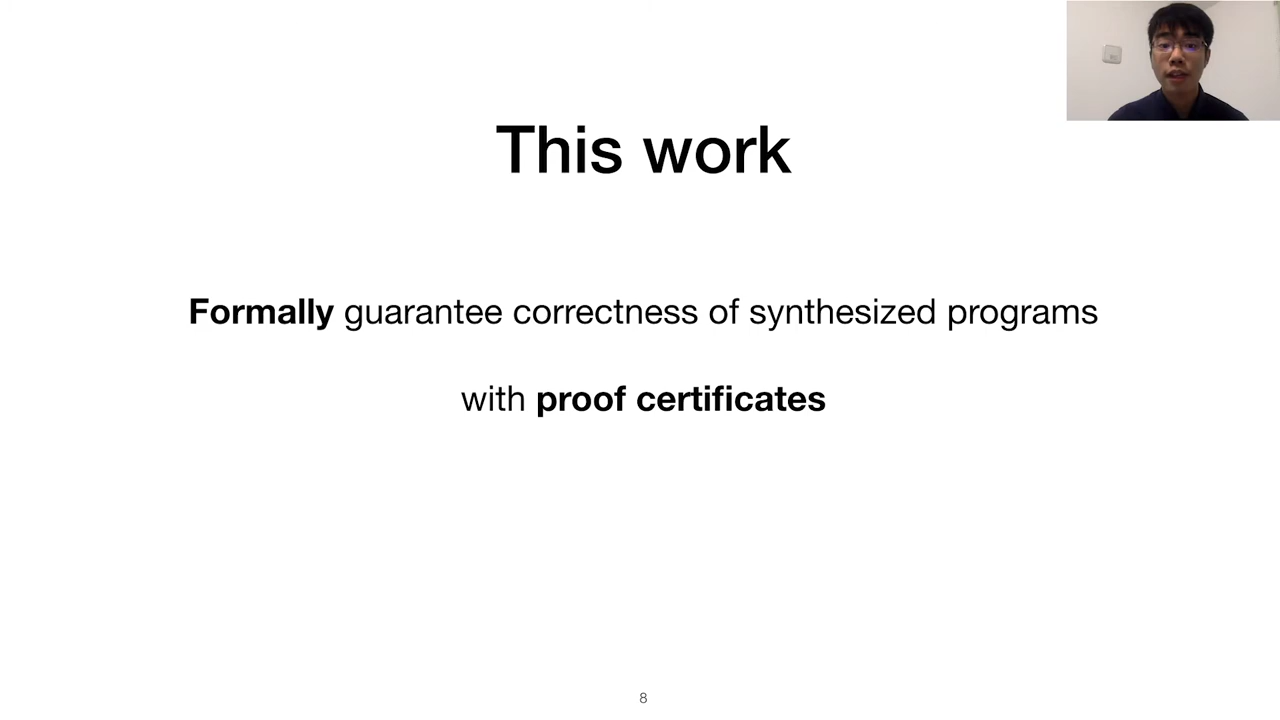 This work
Formally guarantee correctness of synthesized programs
with proof certificates
8